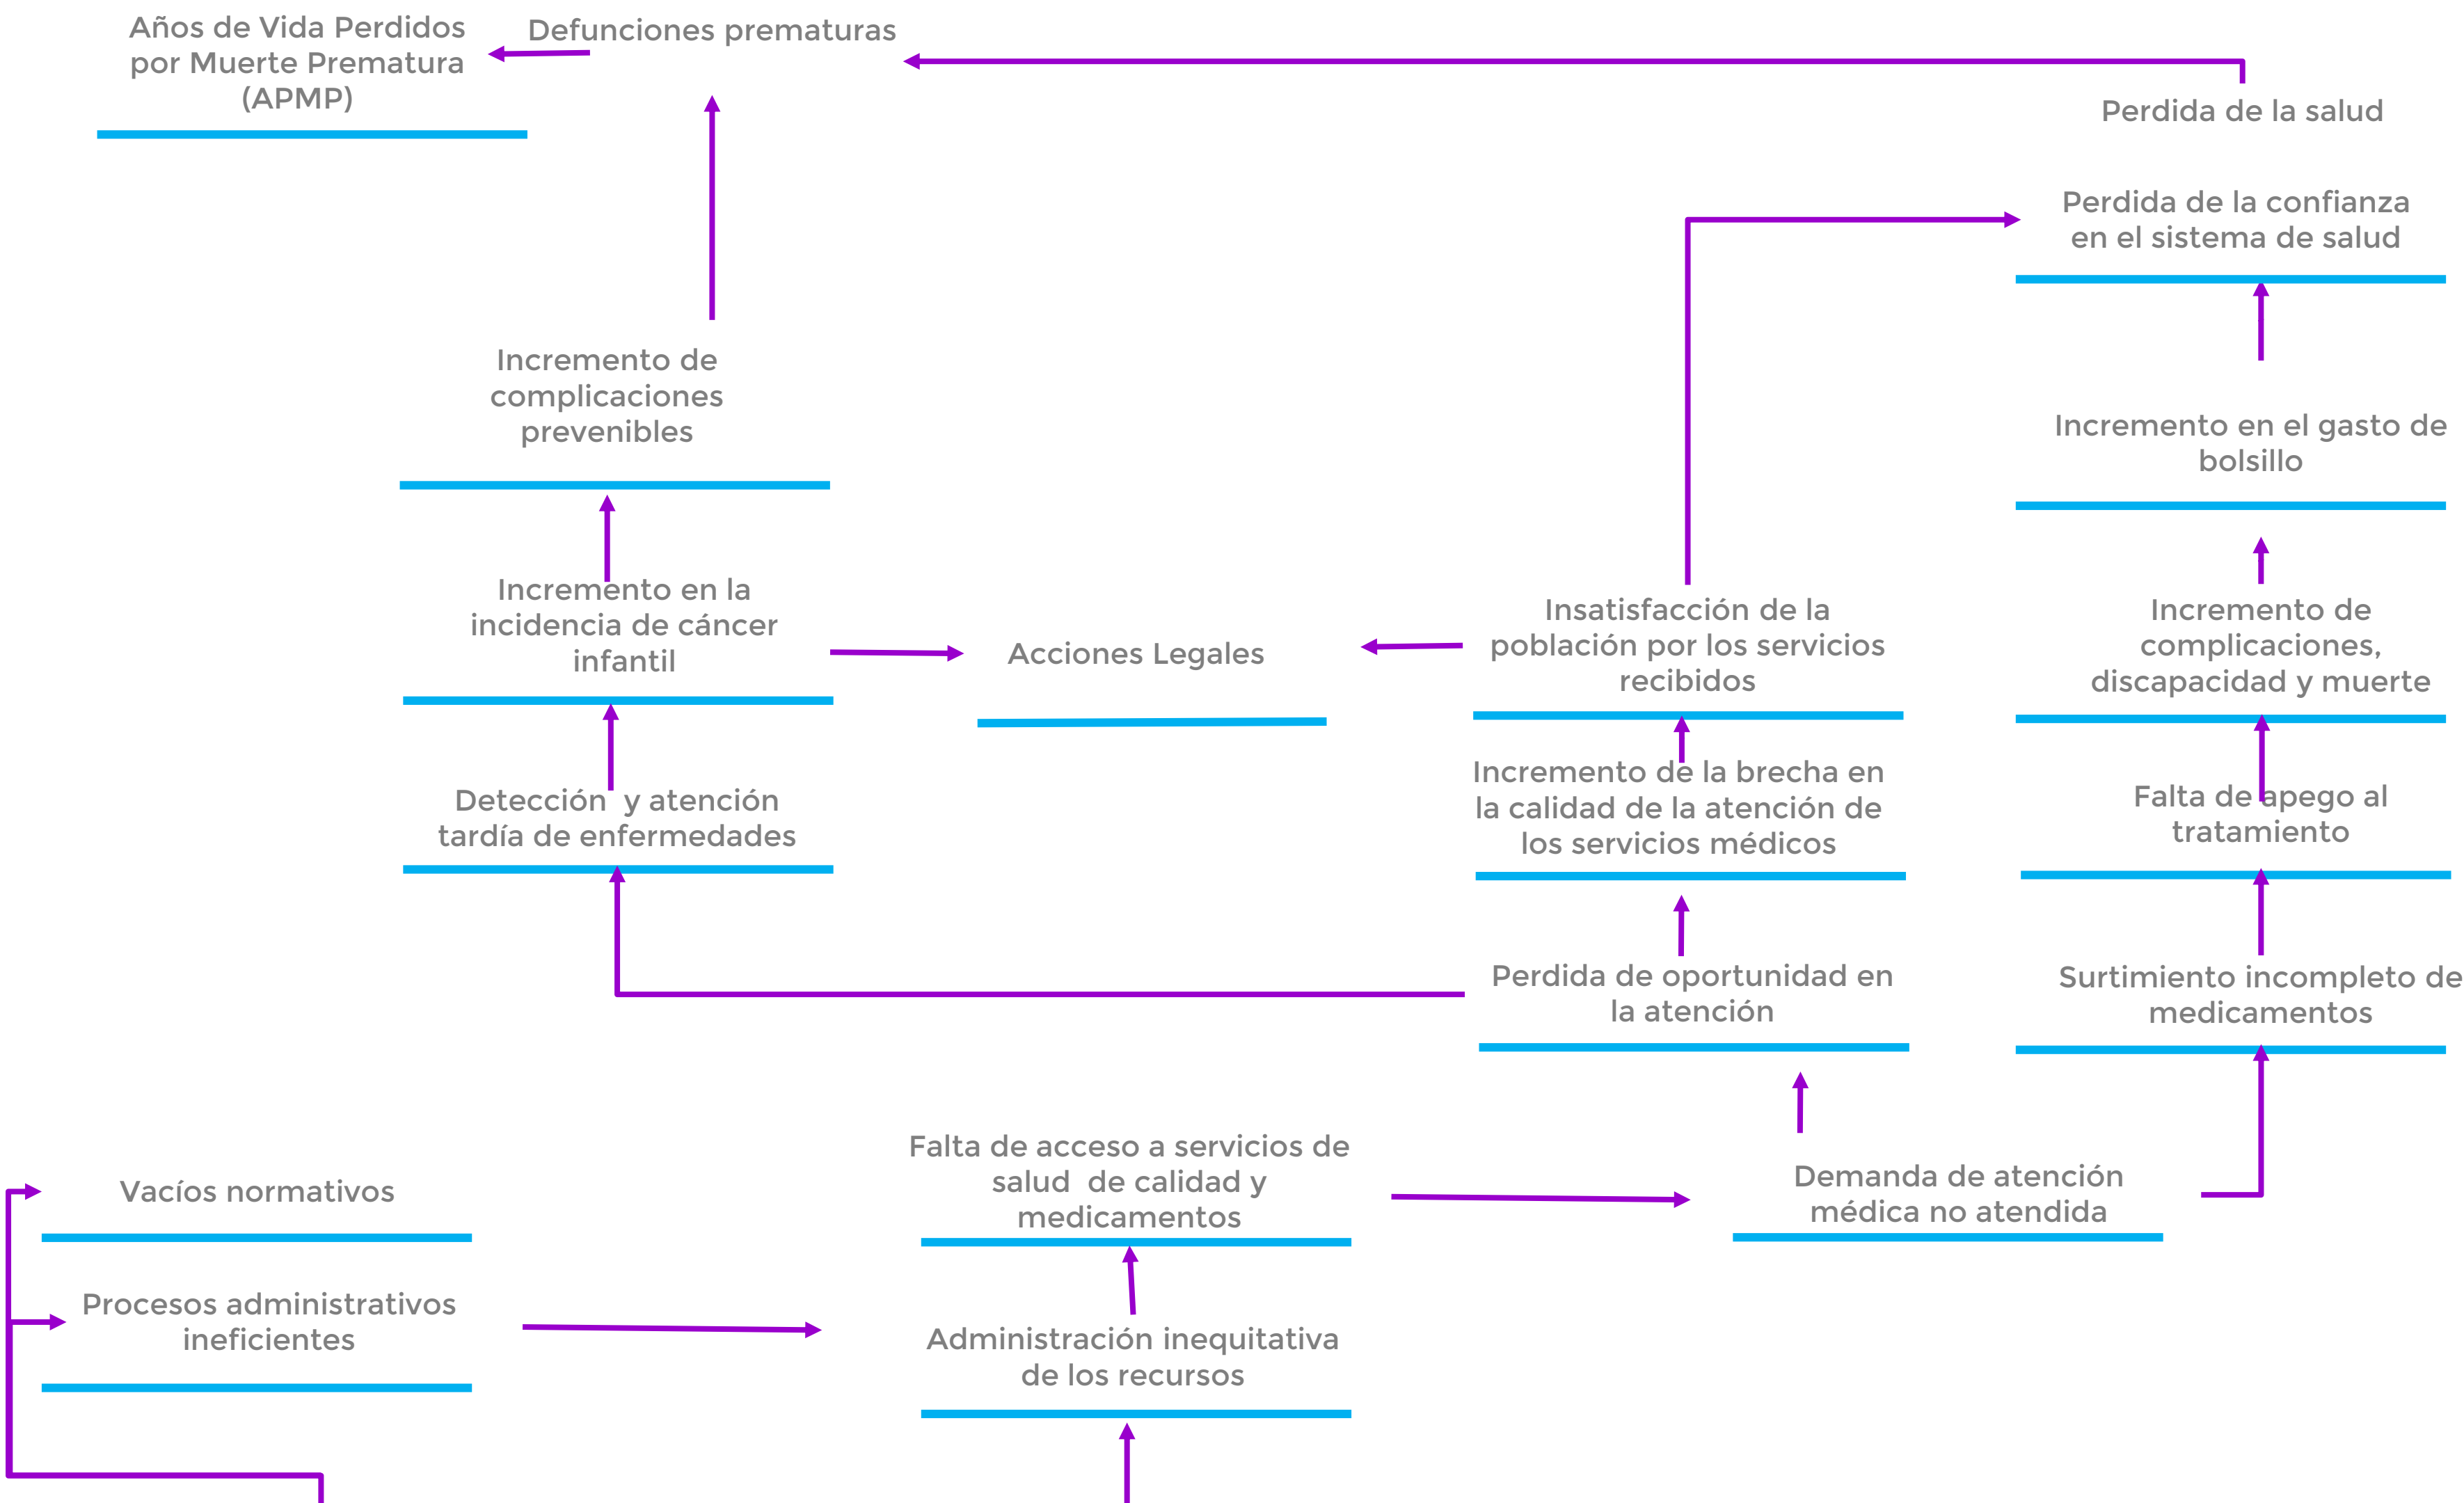 Años de Vida Perdidos
por Muerte Prematura
(APMP)
Defunciones prematuras
Perdida de la salud
Perdida de la confianza
en el sistema de salud
Incremento de
complicaciones
prevenibles
Incremento en el gasto de
bolsillo
Incremento en la
incidencia de cáncer
infantil
Acciones Legales
Insatisfacción de la
población por los servicios
recibidos
Incremento de
complicaciones,
discapacidad y muerte
Detección y atención
tardía de enfermedades
Incremento de la brecha en
la calidad de la atención de
los servicios médicos
Falta de apego al
tratamiento
Perdida de oportunidad en
la atención
Surtimiento incompleto de
medicamentos
Vacíos normativos
Falta de acceso a servicios de
salud de calidad y
medicamentos
Demanda de atención
médica no atendida
Procesos administrativos
ineficientes
Administración inequitativa
de los recursos